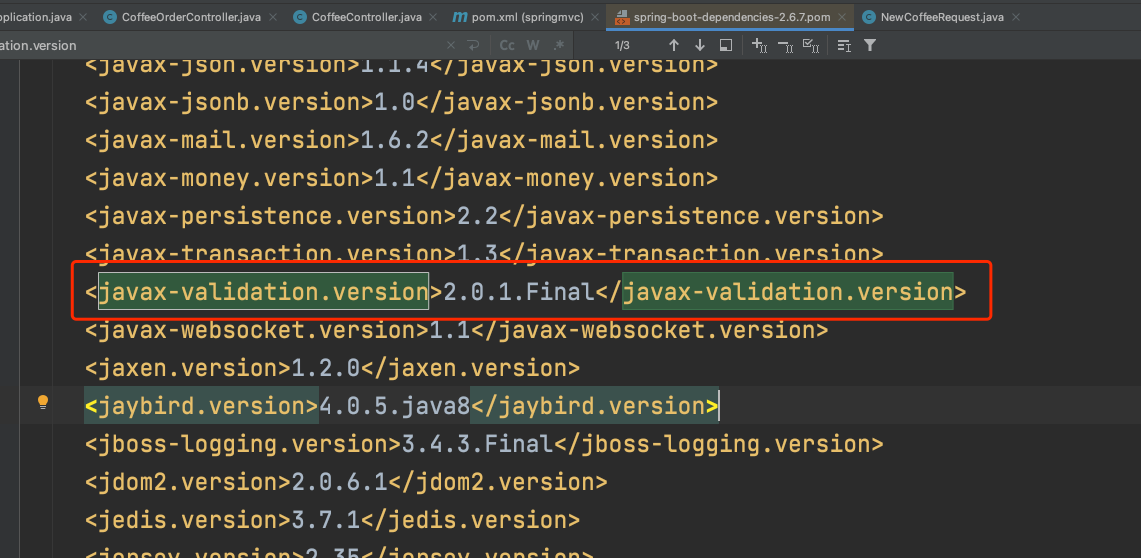 plication.java CoffeeOrderController.java CoffeeController.java pom.xml (springmvc) spring-boot-dependencies-2.6.7.pom NewCoffeeRequest.java
ation.version Cc W .* 1/3
<javax-json.version>1.1.4</javax-json.version>
<javax-jsonb.version>1.0</javax-jsonb.version>
<javax-mail.version>1.6.2</javax-mail.version>
<javax-money.version>1.1</javax-money.version>
<javax-persistence.version>2.2</javax-persistence.version>
<javax-transaction.version>1.3</javax-transaction.version>
<javax-validation.version>2.0.1.Final</javax-validation.version>
<javax-websocket.version>1.1</javax-websocket.version>
<jaxen.version>1.2.0</jaxen.version>
<jaybird.version>4.0.5.java8</jaybird.version>
<jboss-logging.version>3.4.3.Final</jboss-logging.version>
<jdom2.version>2.0.6.1</jdom2.version>
<jedis.version>3.7.1</jedis.version>
<jersey.version>2.35</jersey.version>